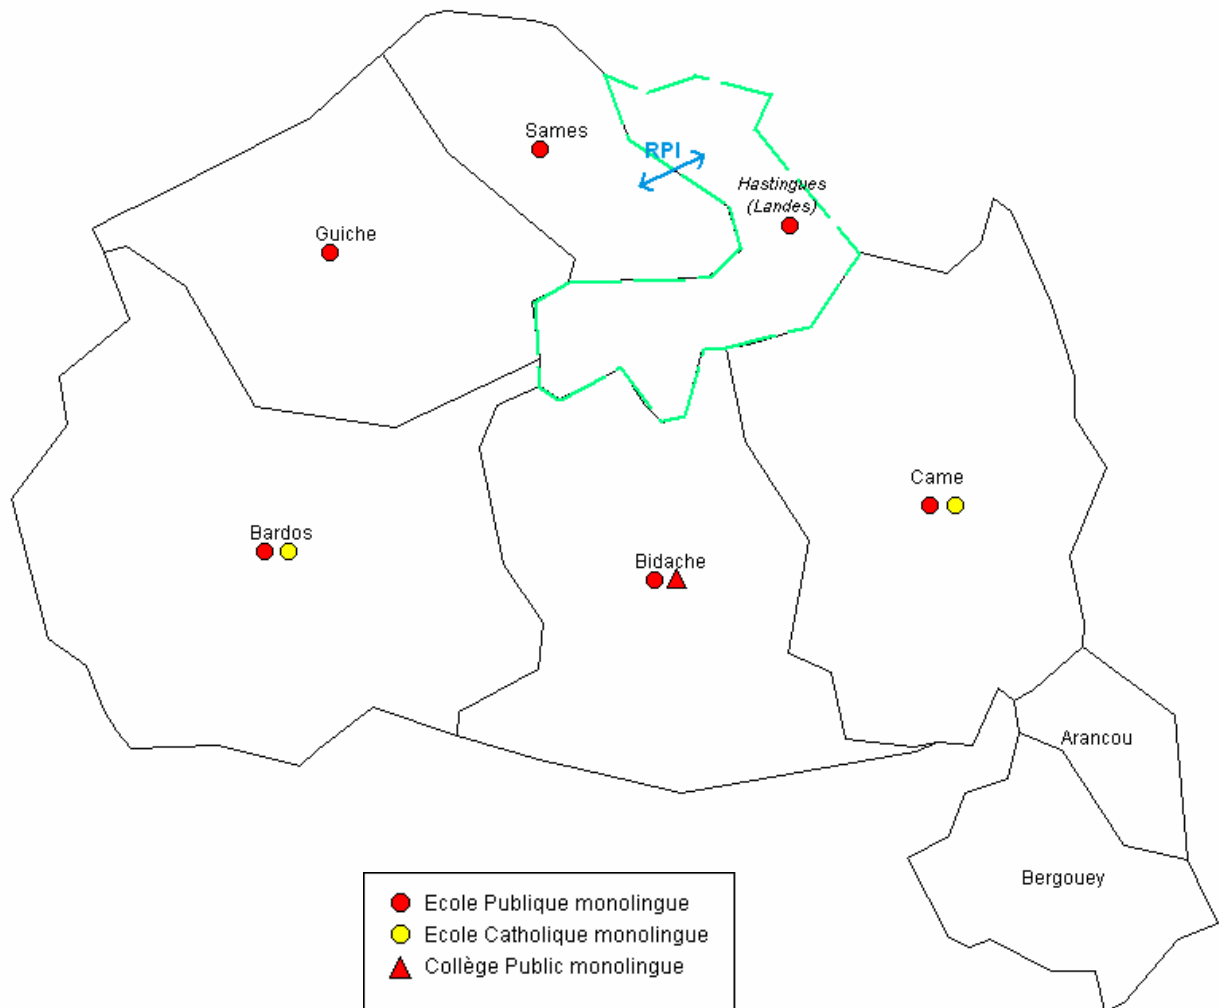 Sames
RPI
Hastingues
(Landes)
Guiche
Came
Bardos
Bidache
Arancou
Bergouey
Ecole Publique monolingue
Ecole Catholique monolingue
Collège Public monolingue